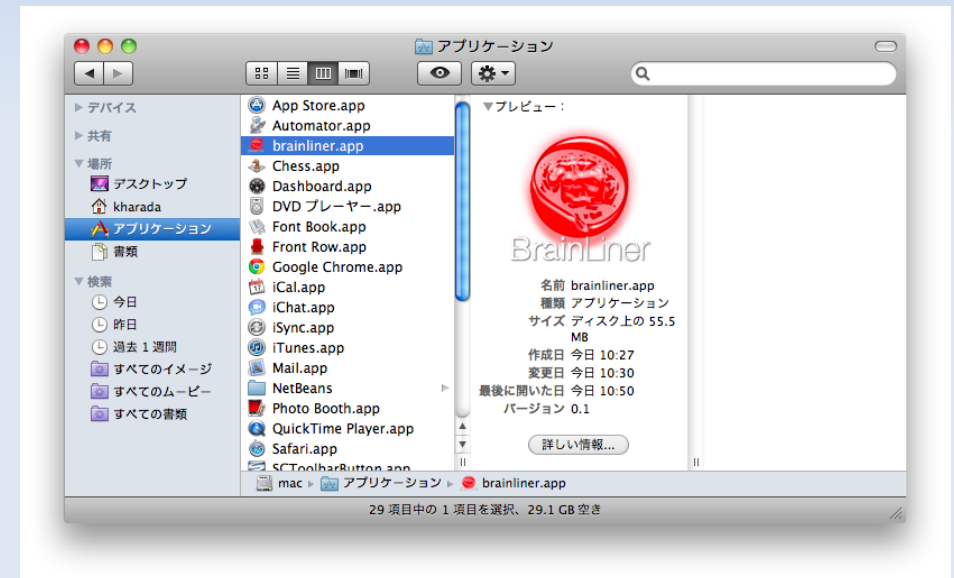 アプリケーション
デバイス
共有
場所
デスクトップ
kharada
アプリケーション
書類
検索
今日
昨日
過去 1 週間
すべてのイメージ
すべてのムービー
すべての書類
App Store.app
Automator.app
brainliner.app
Chess.app
Dashboard.app
DVD プレーヤー.app
Font Book.app
Front Row.app
Google Chrome.app
iCal.app
iChat.app
iSync.app
iTunes.app
Mail.app
NetBeans
Photo Booth.app
QuickTime Player.app
Safari.app
SCToolbarButton.app
プレビュー：
BrainLiner
名前 brainliner.app
種類 アプリケーション
サイズ ディスク上の 55.5
MB
作成日 今日 10:27
変更日 今日 10:30
最後に開いた日 今日 10:50
バージョン 0.1
詳しい情報...
mac ▸ アプリケーション ▸ brainliner.app
29 項目中の 1 項目を選択、29.1 GB 空き